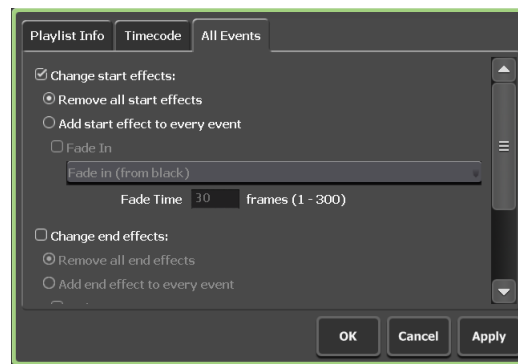 Playlist Info Timecode All Events
Change start effects:
Remove all start effects
Add start effect to every event
Fade In
Fade in (from black)
Fade Time 30 frames (1 - 300)
Change end effects:
Remove all end effects
Add end effect to every event
OK Cancel Apply